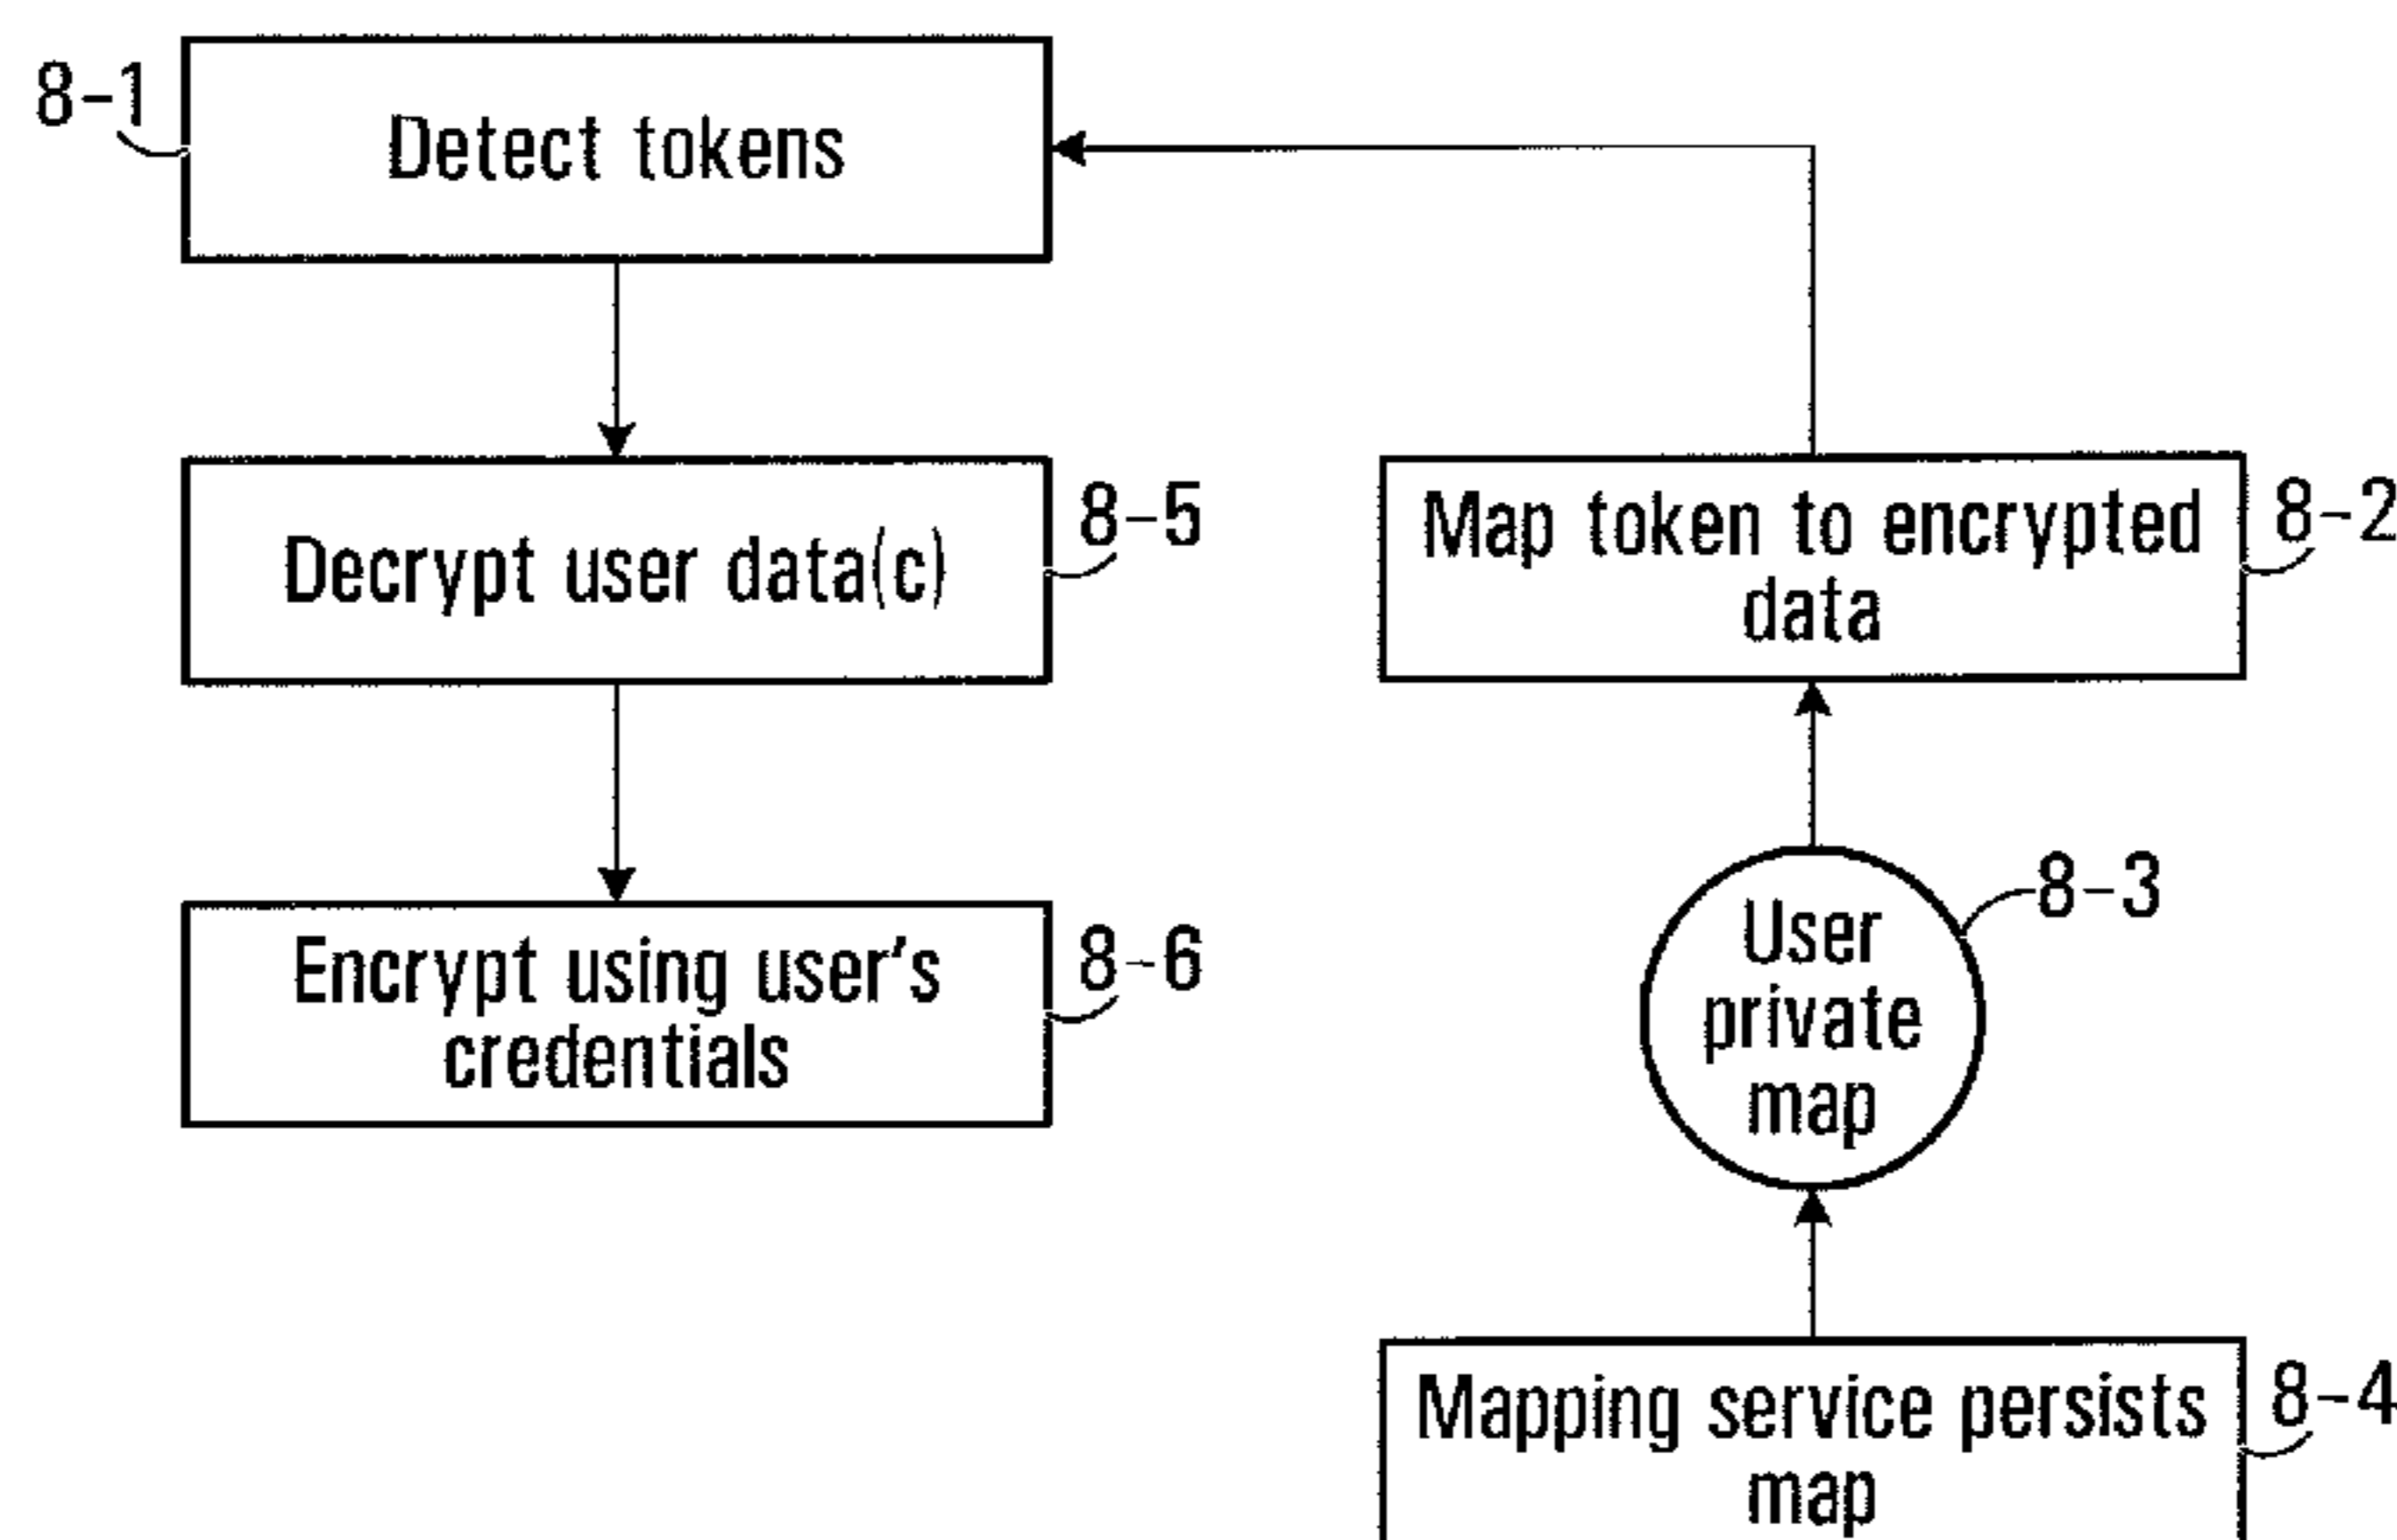 8-1
Detect tokens
Decrypt user data(c)
8-5
Map token to encrypted
data
8-2
Encrypt using user's
credentials
8-6
User
private
map
8-3
Mapping service persists
map
8-4